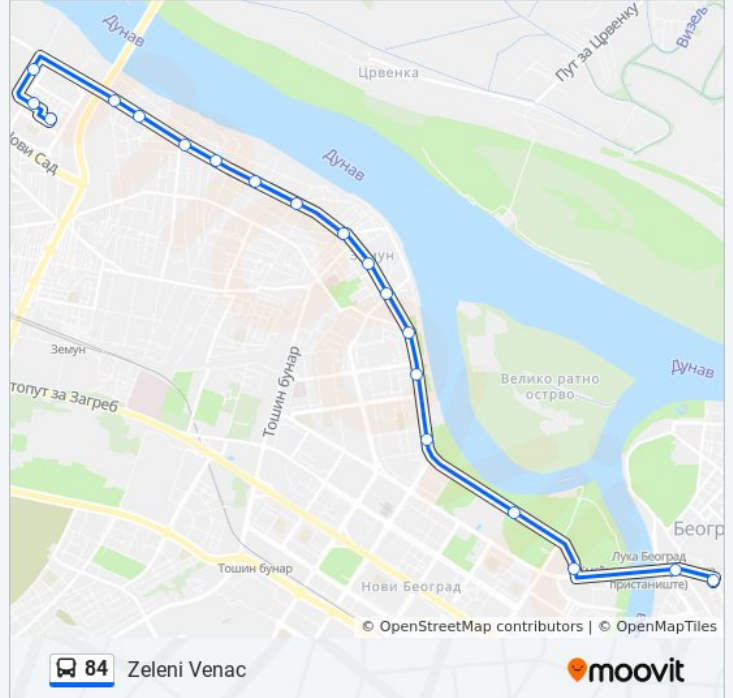 Дунав
Пут за Црвенку
Визељ
Црвенка
Дунав
Нови Сад
Земун
Земун
Тошин бунар
Дунав
Велико ратно
острво
топут за Загреб
Беогр
Лука Београд
Тошин бунар
Нови Београд
пристаниште)
© OpenStreetMap contributors | © OpenMapTiles
84 Zeleni Venac
moovit